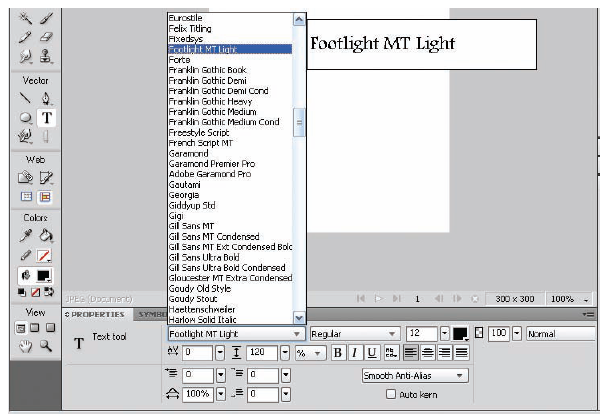 Eurostile
Felix Titling
Fixedsys
Footlight MT Light
Footlight MT Light
Forte
Franklin Gothic Book
Franklin Gothic Demi
Franklin Gothic Demi Cond
Franklin Gothic Heavy
Franklin Gothic Medium
Franklin Gothic Medium Cond
Freestyle Script
French Script MT
Garamond
Garamond Premier Pro
Adobe Garamond Pro
Gautami
Georgia
Giddyup Std
Gigi
Gill Sans MT
Gill Sans MT Condensed
Gill Sans MT Ext Condensed Bold
Gill Sans Ultra Bold
Gill Sans Ultra Bold Condensed
Gloucester MT Extra Condensed
Goudy Old Style
Goudy Stout
Haettenschweiler
Harlow Solid Italic
Vector
T
Web
Colors
View
JPEG (Document)
1
300 x 300
100%
PROPERTIES
SYMBO
T
Text tool
Footlight MT Light
Regular
12
100
Normal
AV
0
120
%
B
I
U
0
0
Smooth Anti-Alias
100%
0
Auto kern